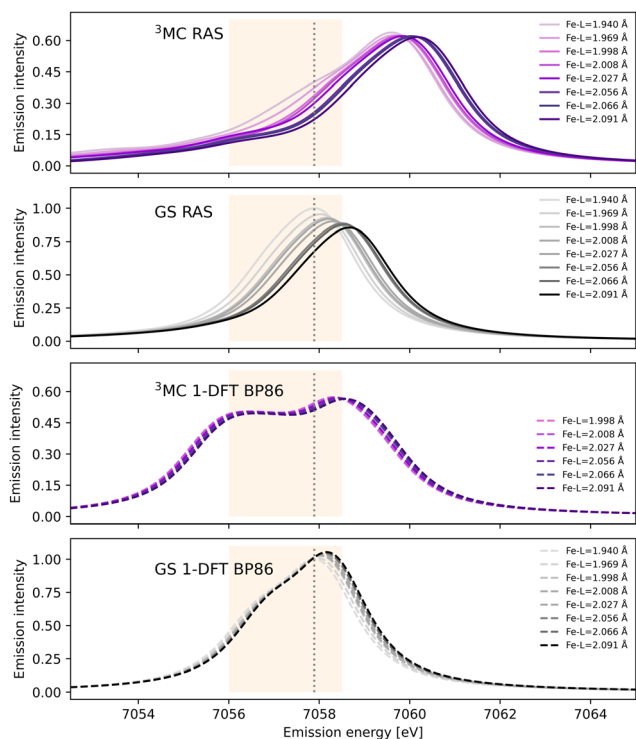 ³MC RAS
Emission intensity
0.60
0.45
0.30
0.15
0.00
Fe-L=1.940 Å
Fe-L=1.969 Å
Fe-L=1.998 Å
Fe-L=2.008 Å
Fe-L=2.027 Å
Fe-L=2.056 Å
Fe-L=2.066 Å
Fe-L=2.091 Å
GS RAS
Emission intensity
1.00
0.75
0.50
0.25
0.00
Fe-L=1.940 Å
Fe-L=1.969 Å
Fe-L=1.998 Å
Fe-L=2.008 Å
Fe-L=2.027 Å
Fe-L=2.056 Å
Fe-L=2.066 Å
Fe-L=2.091 Å
³MC 1-DFT BP86
Emission intensity
0.60
0.45
0.30
0.15
0.00
Fe-L=1.998 Å
Fe-L=2.008 Å
Fe-L=2.027 Å
Fe-L=2.056 Å
Fe-L=2.066 Å
Fe-L=2.091 Å
GS 1-DFT BP86
Emission intensity
1.00
0.75
0.50
0.25
0.00
Fe-L=1.940 Å
Fe-L=1.969 Å
Fe-L=1.998 Å
Fe-L=2.008 Å
Fe-L=2.027 Å
Fe-L=2.056 Å
Fe-L=2.066 Å
Fe-L=2.091 Å
7054 7056 7058 7060 7062 7064
Emission energy [eV]